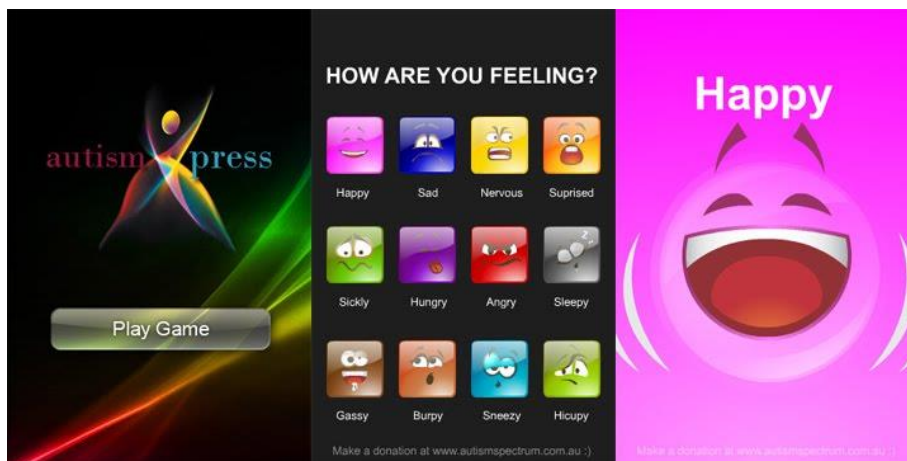 autism press
Play Game
HOW ARE YOU FEELING?
Happy Sad Nervous Suprised
Sickly Hungry Angry Sleepy
Gassy Burpy Sneezy Hicupy
Make a donation at www.autismspectrum.com.au :)
Happy
Make a donation at www.autismspectrum.com.au :)